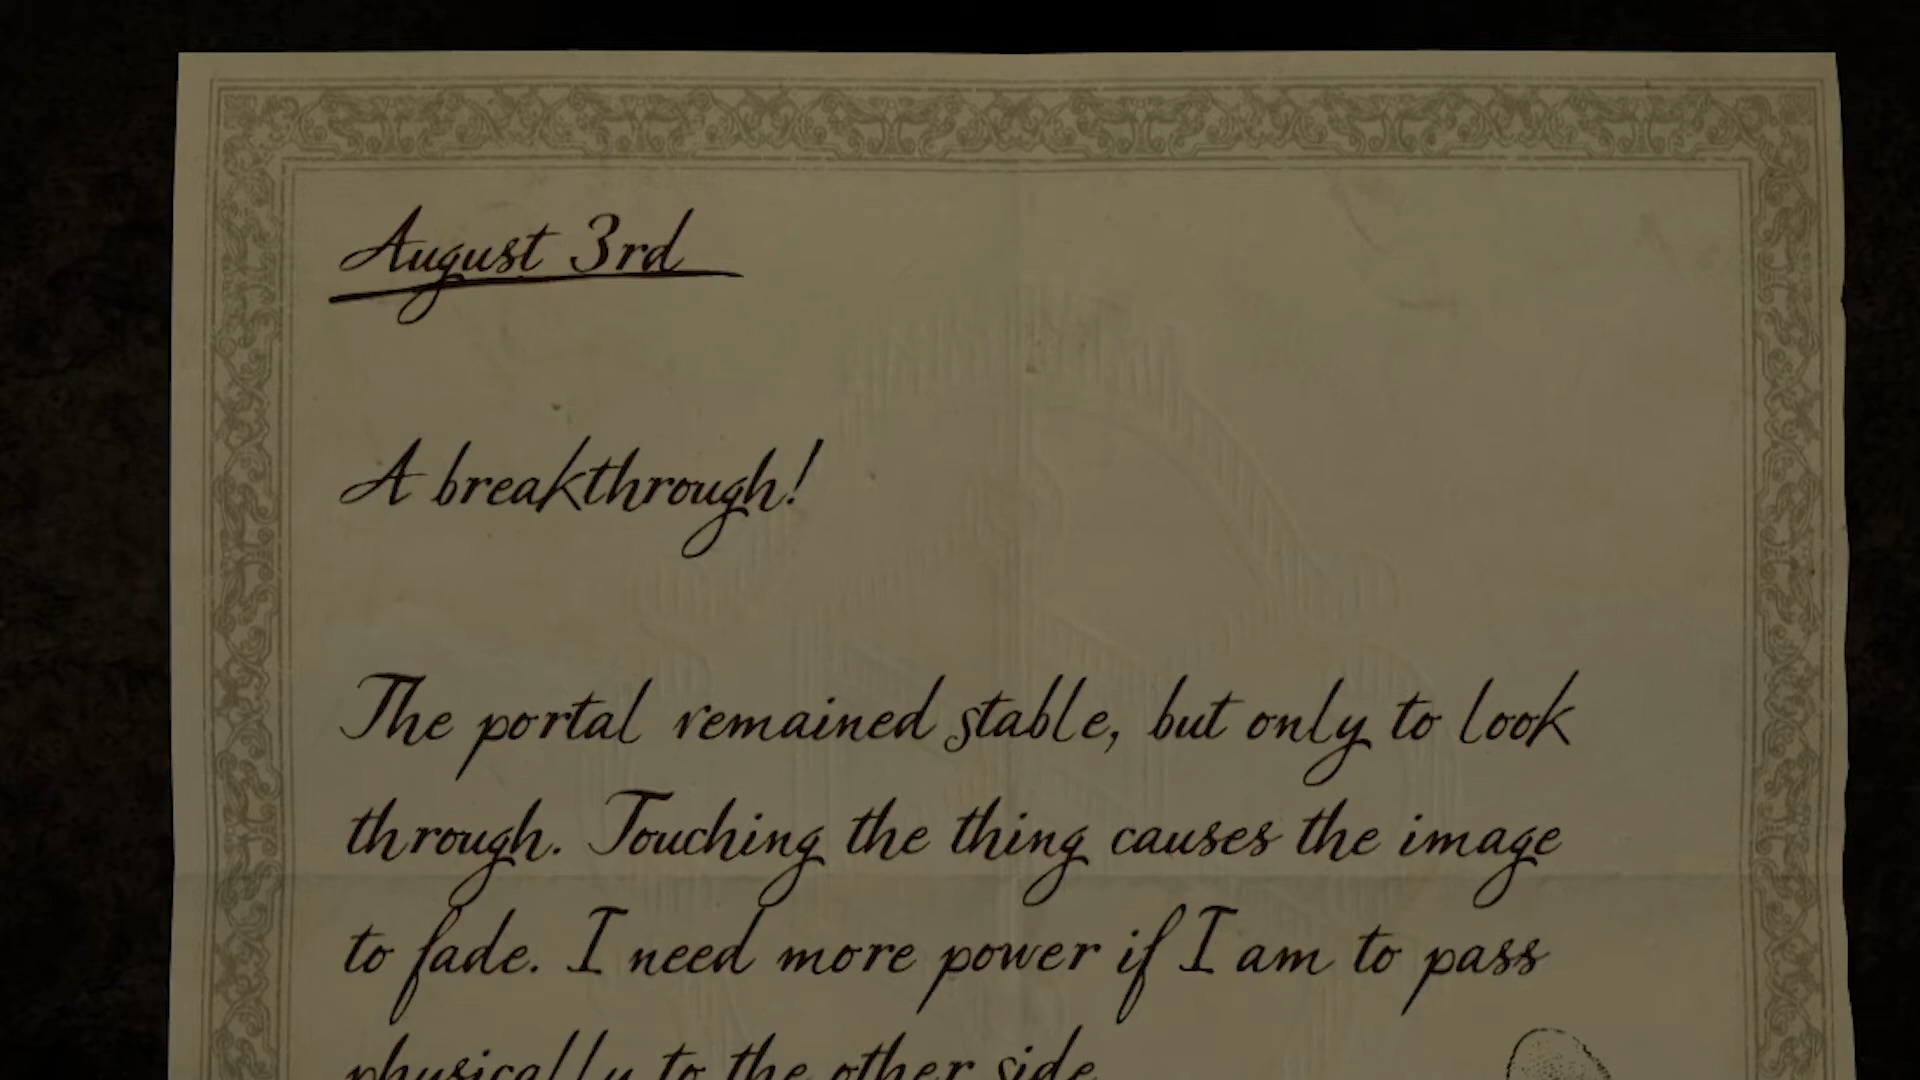 August 3rd
A breakthrough!
The portal remained stable, but only to look
through. Touching the thing causes the image
to fade. I need more power if I am to pass
physically to the other side